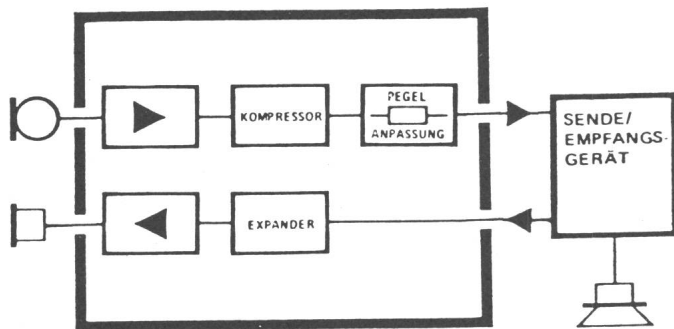 KOMPRESSOR
PEGEL
ANPASSUNG
SENDE/
EMPFANGS-
GERÄT
EXPANDER